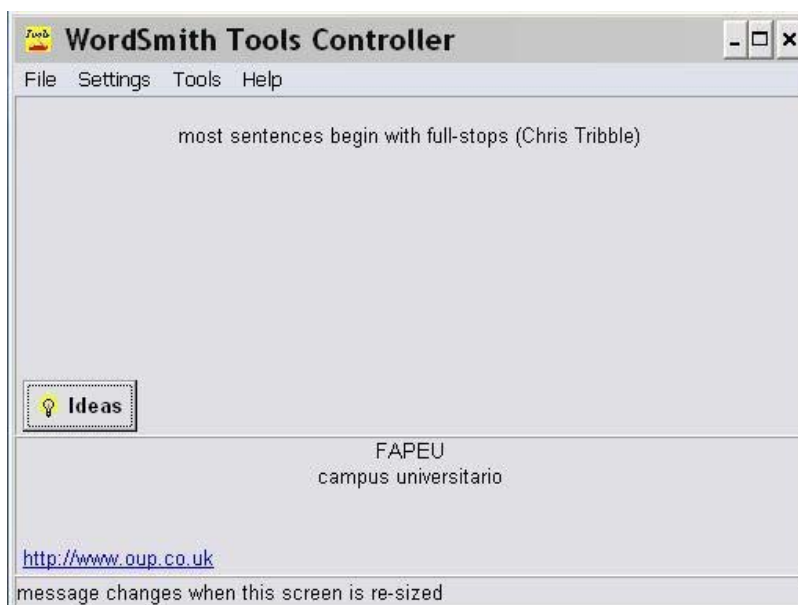 Tools WordSmith Tools Controller
File Settings Tools Help
most sentences begin with full-stops (Chris Tribble)
Ideas
FAPEU
campus universitario
http://www.oup.co.uk
message changes when this screen is re-sized